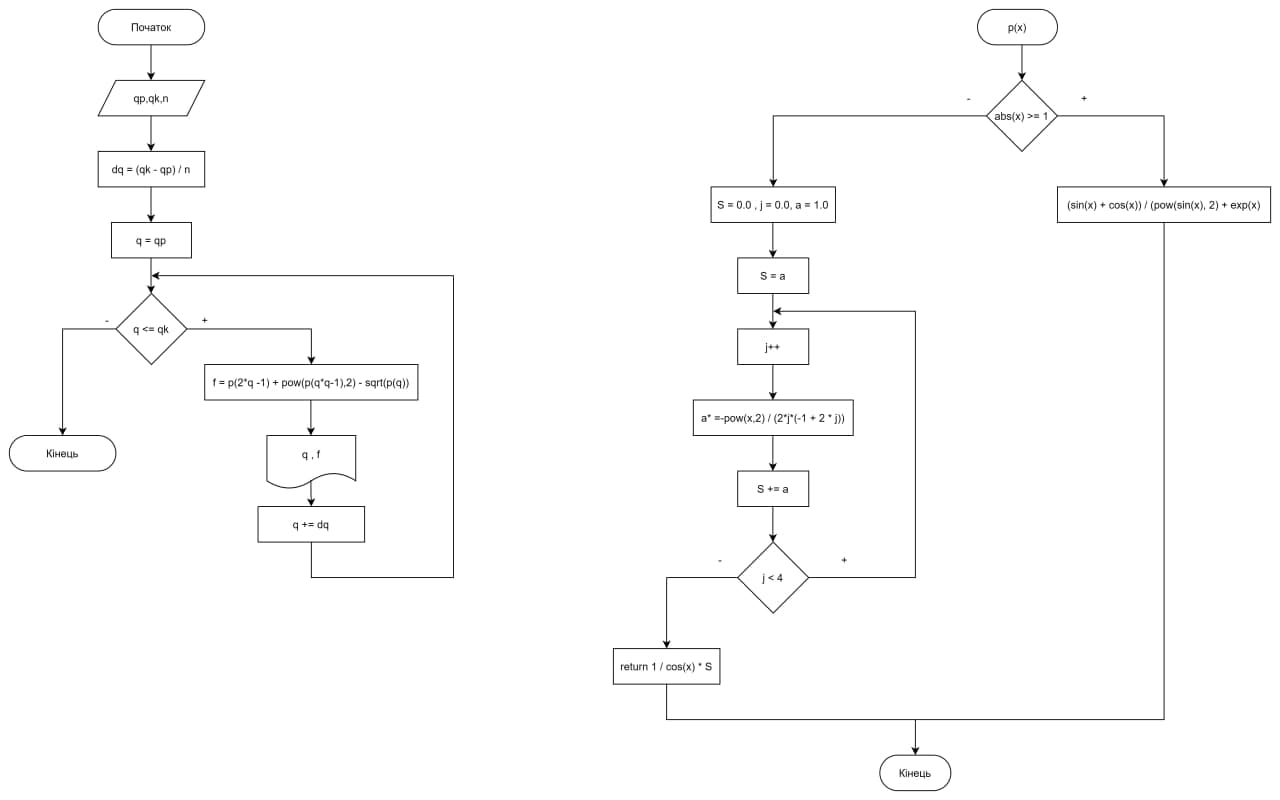 Початок
qp,qk,n
dq = (qk - qp) / n
q = qp
q <= qk
-
+
f = p(2*q -1) + pow(p(q*q-1),2) - sqrt(p(q))
q , f
q += dq
Кінець
p(x)
abs(x) >= 1
-
+
S = 0.0 , j = 0.0, a = 1.0
(sin(x) + cos(x)) / (pow(sin(x), 2) + exp(x)
S = a
j++
a* =-pow(x,2) / (2*j*(-1 + 2 * j))
S += a
j < 4
-
+
return 1 / cos(x) * S
Кінець